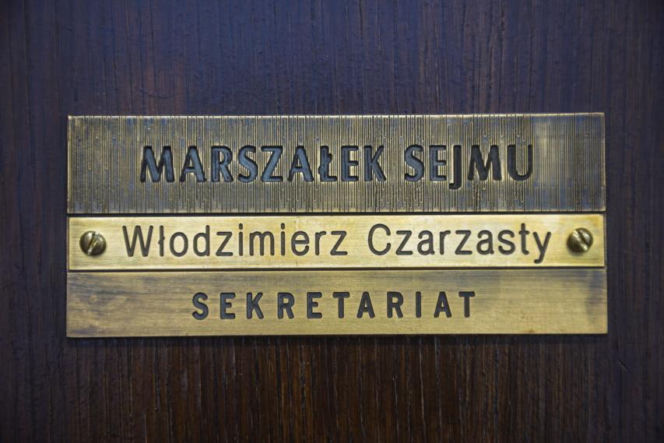 MARSZAŁEK SEJMU
Włodzimierz Czarzasty
SEKRETARIAT